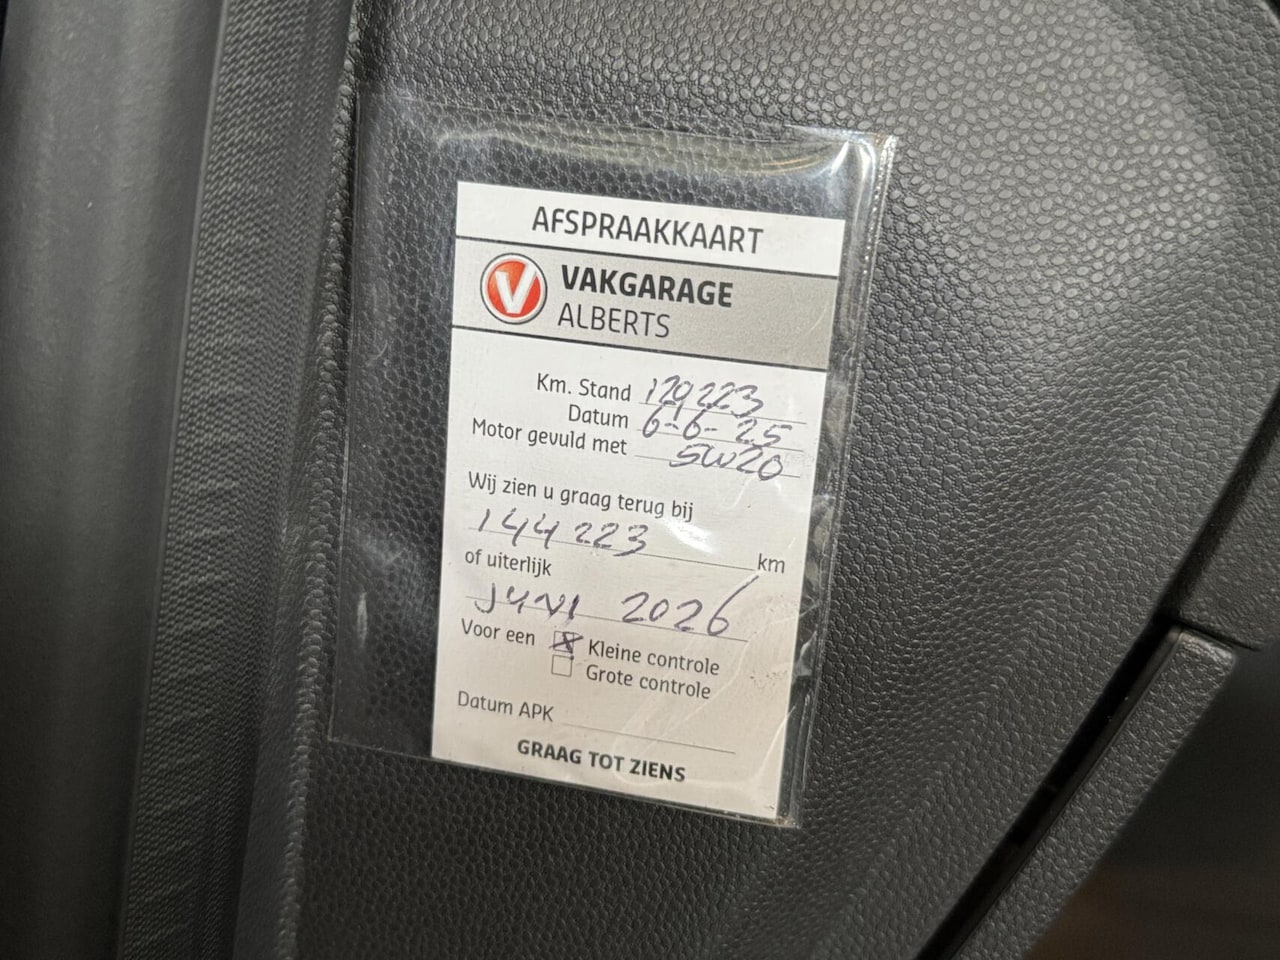 AFSPRAAKKAART
V VAKGARAGE
ALBERTS
Km. Stand 129223
Datum 6-6-25
Motor gevuld met 5W20
Wij zien u graag terug bij
144223 km
of uiterlijk
JUNI 2026
Voor een X Kleine controle
Grote controle
Datum APK
GRAAG TOT ZIENS